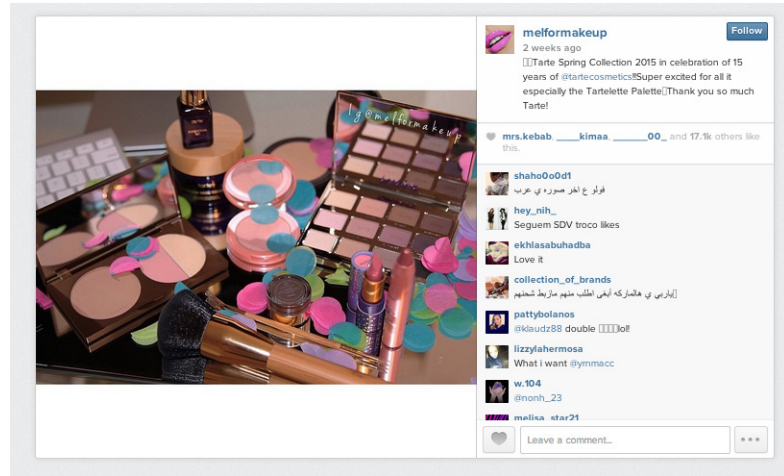 Ig@melformakeup
melformakeup
Follow
2 weeks ago
Tarte Spring Collection 2015 in celebration of 15
years of @tartecosmetics!!Super excited for all it
especially the Tartelette Palette Thank you so much
Tarte!
mrs.kebab, ____kimaa, ______00_ and 17.1k others like
this.
shaho0o0d1
فولو ع اخر صوره ي عرب
hey_nih_
Seguem SDV troco likes
ekhlasabuhadba
Love it
collection_of_brands
ياربي ي هالماركه أبغى اطلب منهم مازبط شحنهم
pattybolanos
@klaudz88 double lol!
lizzylahermosa
What i want @yrnmacc
w.104
@nonh_23
melisa_star21
Leave a comment...